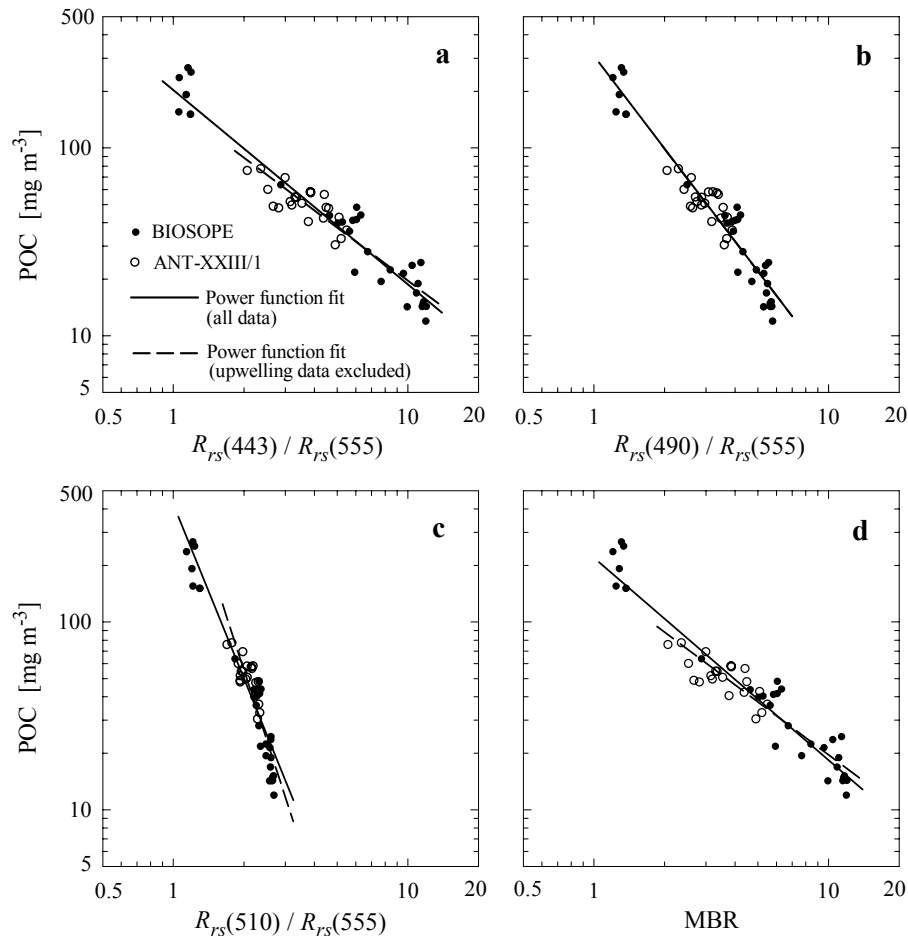 500
a
100
POC [mg m⁻³]
BIOSOPE
ANT-XXIII/1
Power function fit
(all data)
Power function fit
(upwelling data excluded)
10
5
0.5 1 10 20
Rrs(443) / Rrs(555)
b
0.5 1 10 20
Rrs(490) / Rrs(555)
500
c
100
POC [mg m⁻³]
10
5
0.5 1 10 20
Rrs(510) / Rrs(555)
d
0.5 1 10 20
MBR